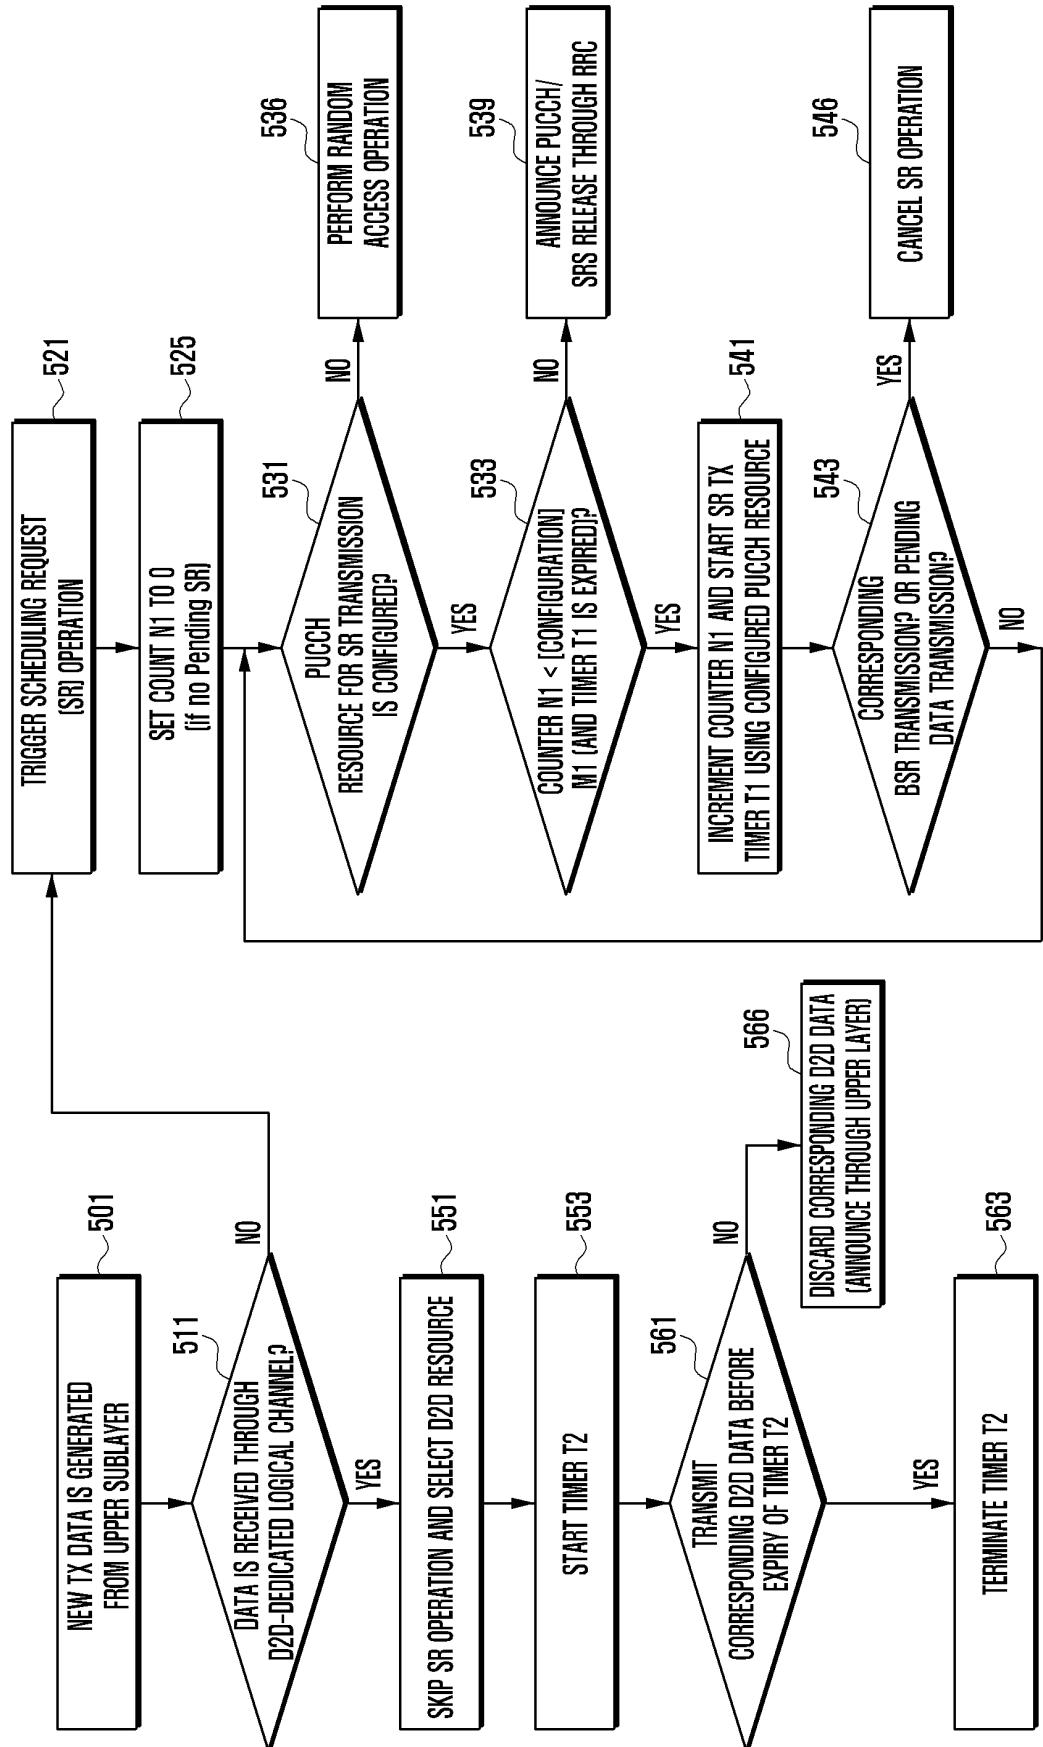 501
NEW TX DATA IS GENERATED
FROM UPPER SUBLAYER
511
DATA IS RECEIVED THROUGH
D2D-DEDICATED LOGICAL CHANNEL?
NO
YES
551
SKIP SR OPERATION AND SELECT D2D RESOURCE
553
START TIMER T2
561
TRANSMIT
CORRESPONDING D2D DATA BEFORE
EXPIRY OF TIMER T2
NO
566
DISCARD CORRESPONDING D2D DATA
(ANNOUNCE THROUGH UPPER LAYER)
YES
563
TERMINATE TIMER T2
521
TRIGGER SCHEDULING REQUEST
(SR) OPERATION
525
SET COUNT N1 TO 0
(if no Pending SR)
531
PUCCH
RESOURCE FOR SR TRANSMISSION
IS CONFIGURED?
NO
536
PERFORM RANDOM
ACCESS OPERATION
YES
533
COUNTER N1 < [CONFIGURATION]
M1 (AND TIMER T1 IS EXPIRED)?
NO
539
ANNOUNCE PUCCH/
SRS RELEASE THROUGH RRC
YES
541
INCREMENT COUNTER N1 AND START SR TX
TIMER T1 USING CONFIGURED PUCCH RESOURCE
543
CORRESPONDING
BSR TRANSMISSION? OR PENDING
DATA TRANSMISSION?
YES
546
CANCEL SR OPERATION
NO